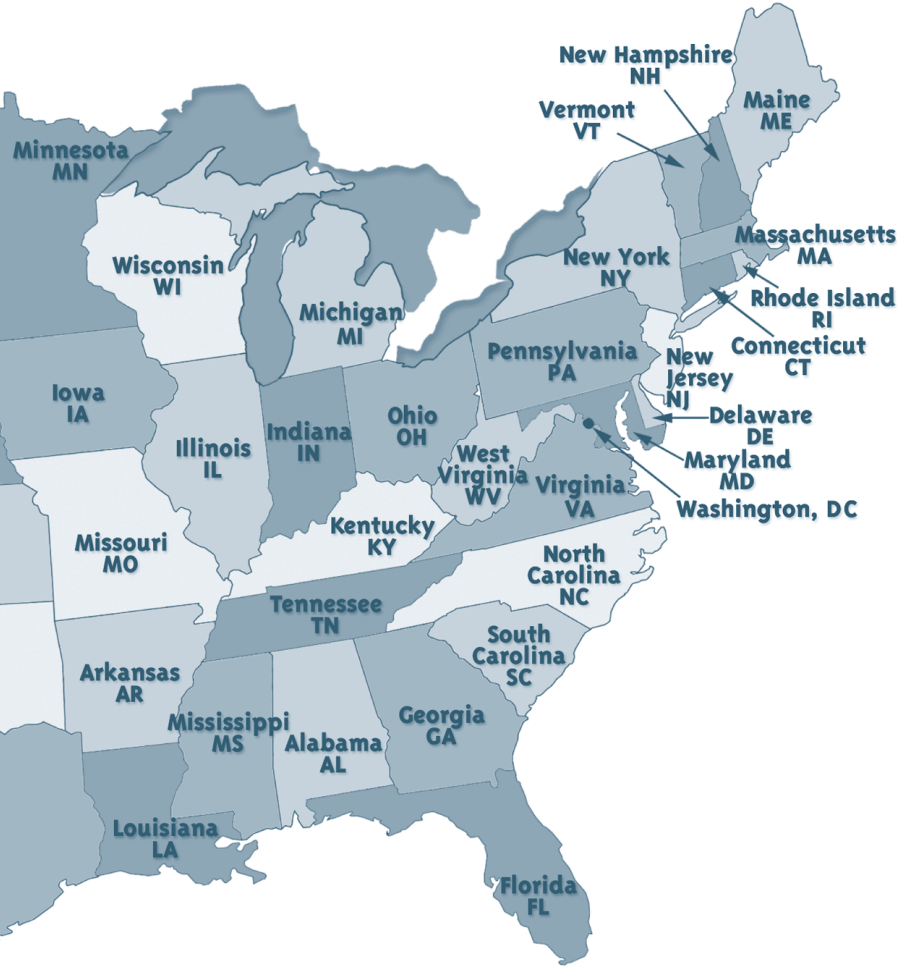 New Hampshire
NH
Maine
ME
Vermont
VT
Minnesota
MN
Massachusetts
MA
Wisconsin
WI
New York
NY
Michigan
MI
Rhode Island
RI
Connecticut
CT
Pennsylvania
PA
New
Jersey
NJ
Iowa
IA
Ohio
OH
Indiana
IN
Illinois
IL
Delaware
DE
Maryland
MD
West
Virginia
WV
Virginia
VA
Washington, DC
Kentucky
KY
Missouri
MO
North
Carolina
NC
Tennessee
TN
South
Carolina
SC
Arkansas
AR
Mississippi
MS
Alabama
AL
Georgia
GA
Louisiana
LA
Florida
FL